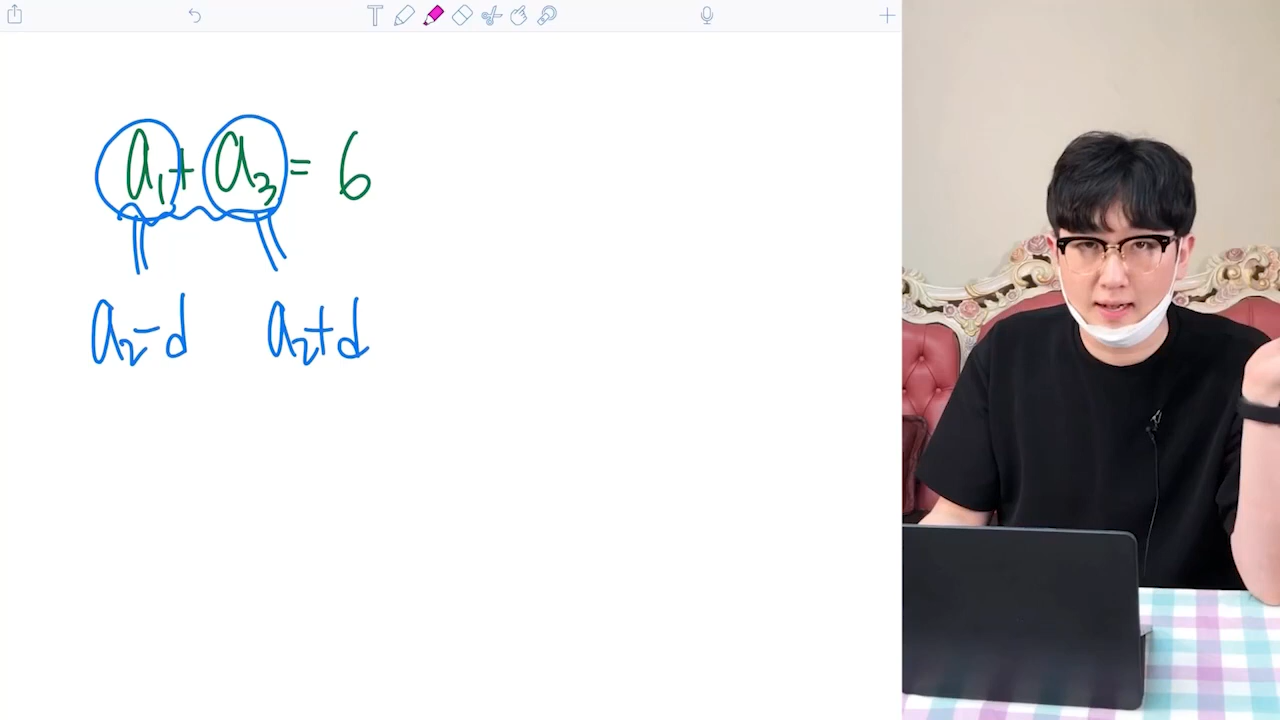 a₁ + a₃ = 6
a₂-d a₂+d